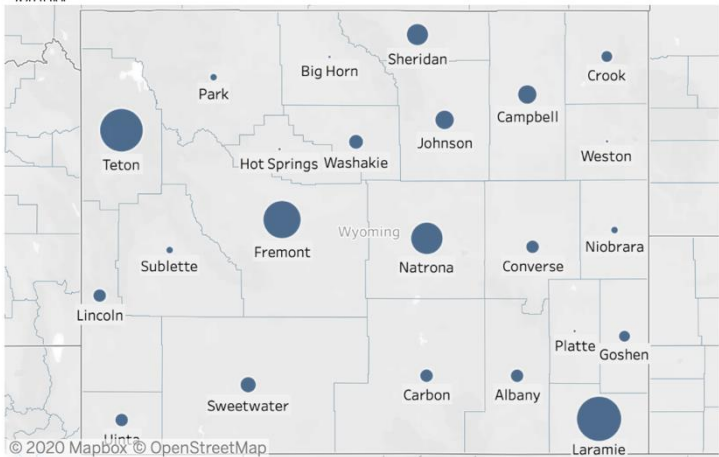 Sheridan
Big Horn
Crook
Park
Campbell
Johnson
Teton
Hot Springs
Washakie
Weston
Wyoming
Fremont
Niobrara
Sublette
Natrona
Converse
Lincoln
Platte
Goshen
Sweetwater
Carbon
Albany
Uinta
Laramie
© 2020 Mapbox © OpenStreetMap